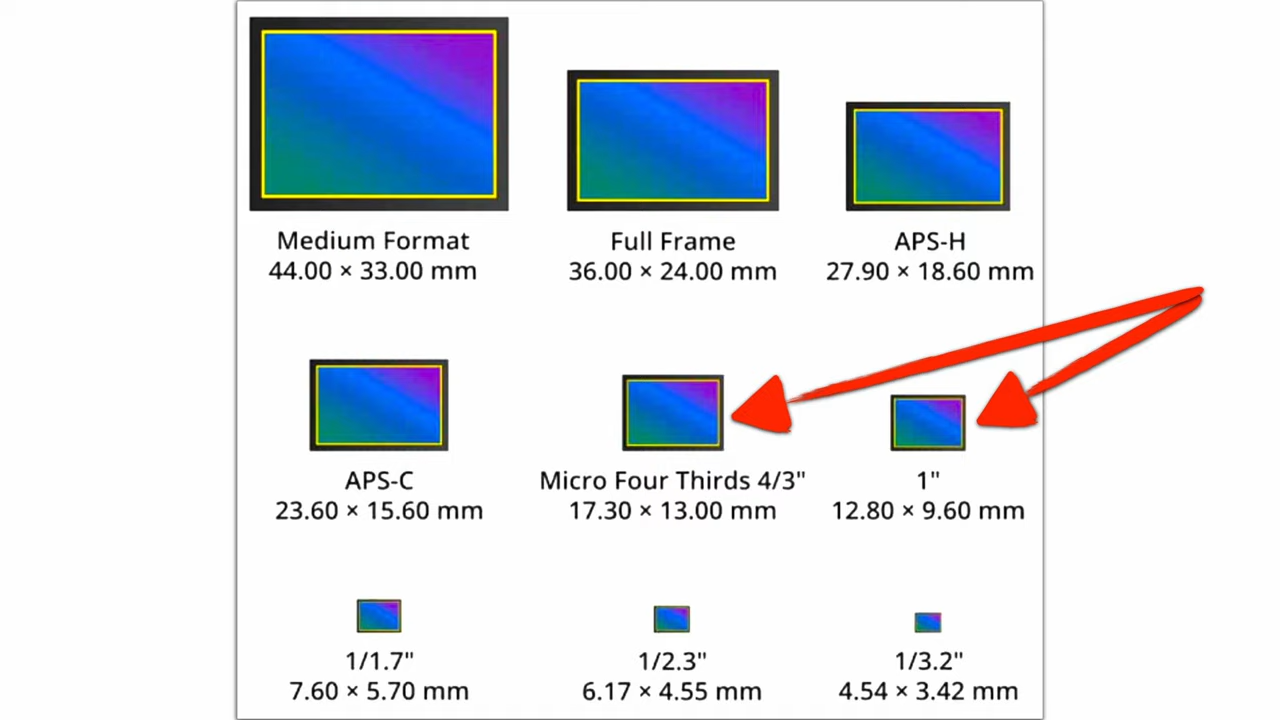 Medium Format
44.00 × 33.00 mm
Full Frame
36.00 × 24.00 mm
APS-H
27.90 × 18.60 mm
APS-C
23.60 × 15.60 mm
Micro Four Thirds 4/3"
17.30 × 13.00 mm
1"
12.80 × 9.60 mm
1/1.7"
7.60 × 5.70 mm
1/2.3"
6.17 × 4.55 mm
1/3.2"
4.54 × 3.42 mm